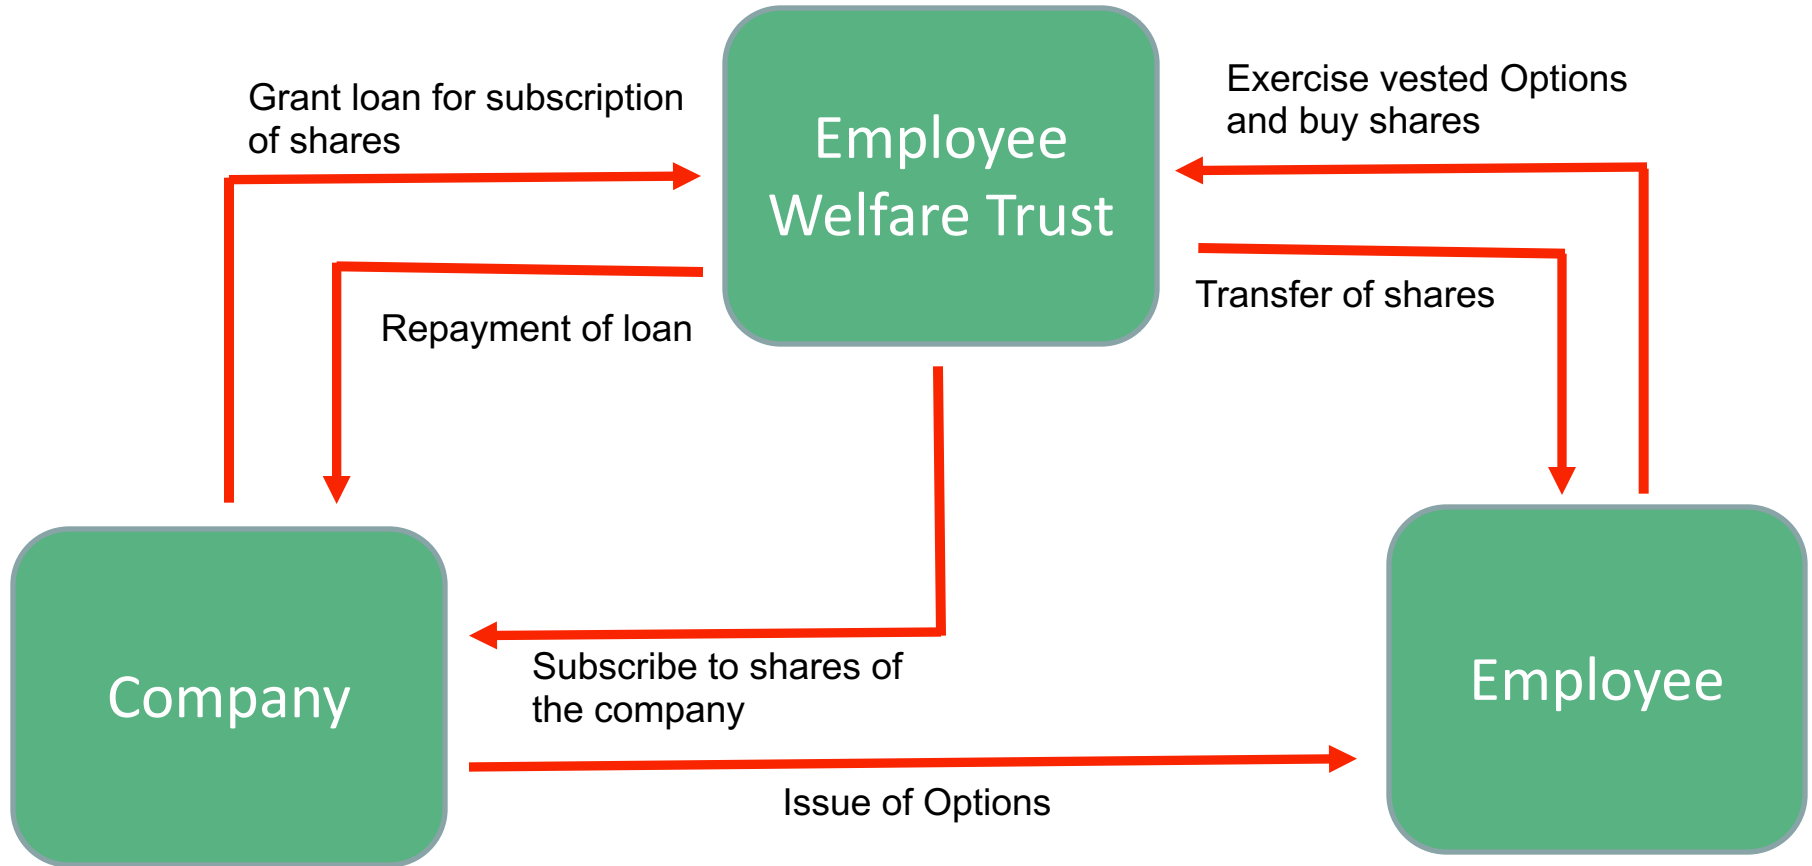 Grant loan for subscription
of shares
Employee
Welfare Trust
Exercise vested Options
and buy shares
Repayment of loan
Transfer of shares
Company
Subscribe to shares of
the company
Employee
Issue of Options